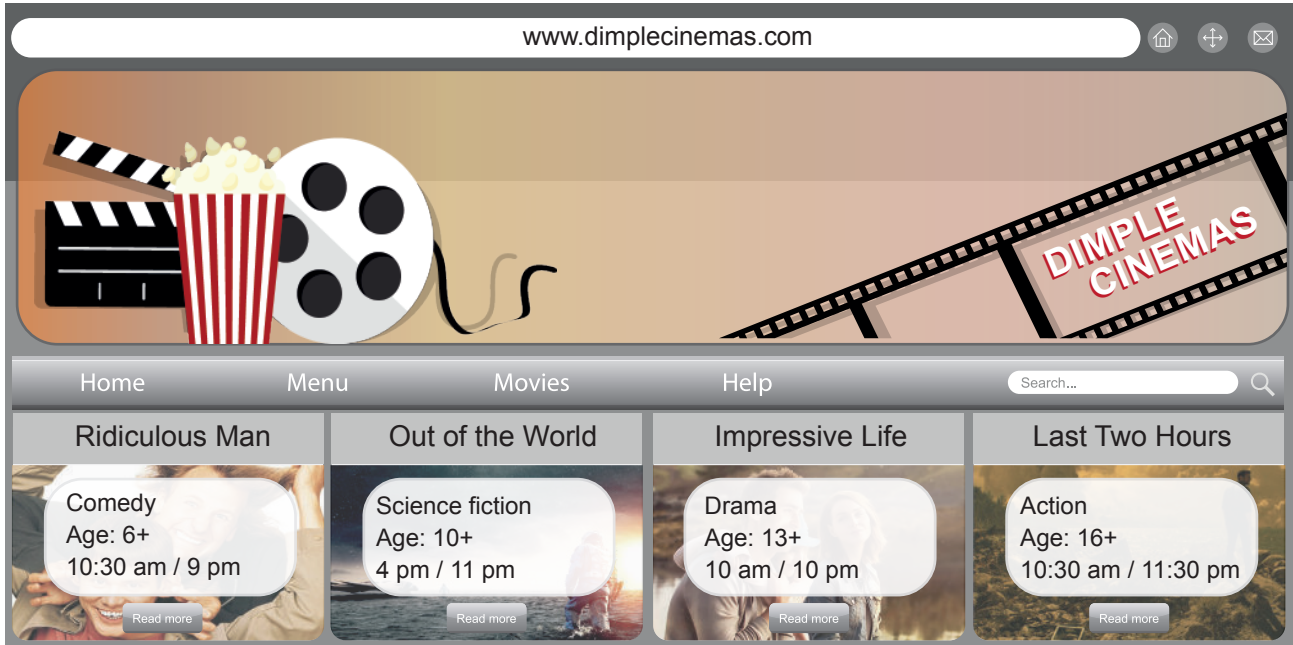 www.dimplecinemas.com
DIMPLE
CINEMAS
Home Menu Movies Help Search...
Ridiculous Man
Comedy
Age: 6+
10:30 am / 9 pm
Read more
Out of the World
Science fiction
Age: 10+
4 pm / 11 pm
Read more
Impressive Life
Drama
Age: 13+
10 am / 10 pm
Read more
Last Two Hours
Action
Age: 16+
10:30 am / 11:30 pm
Read more